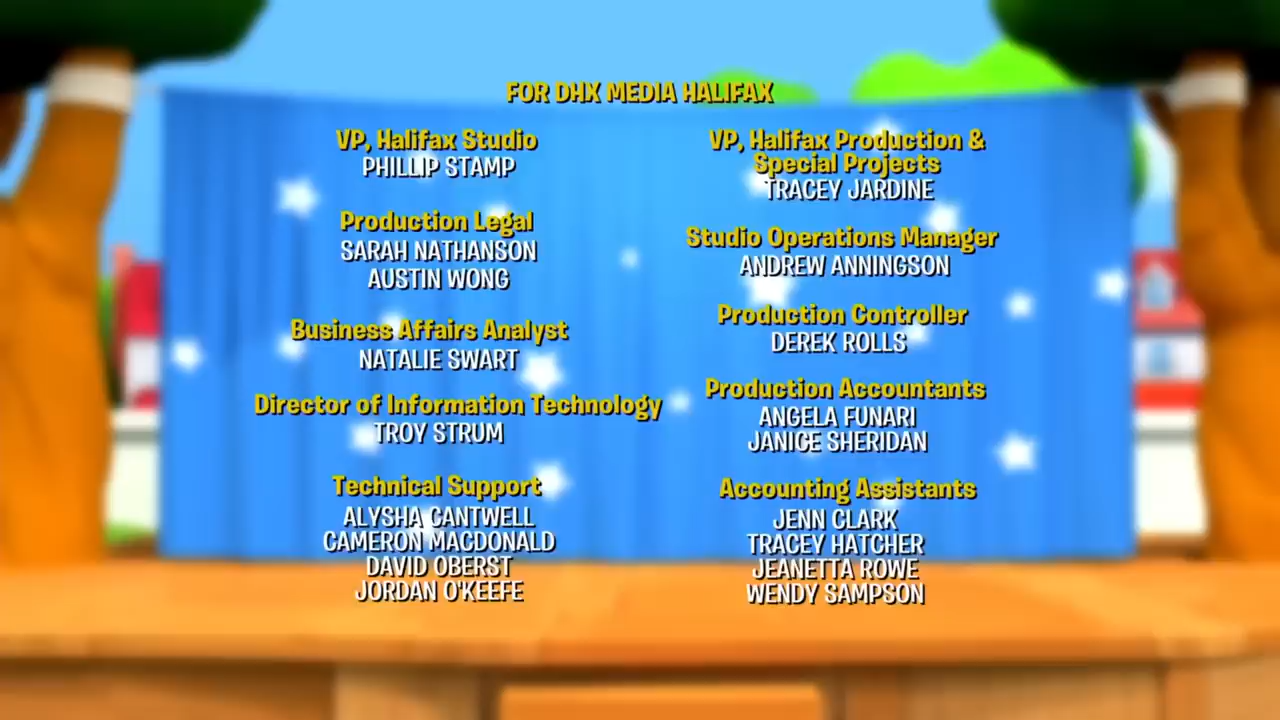 FOR DHX MEDIA HALIFAX
VP, Halifax Studio
PHILLIP STAMP
Production Legal
SARAH NATHANSON
AUSTIN WONG
Business Affairs Analyst
NATALIE SWART
Director of Information Technology
TROY STRUM
Technical Support
ALYSHA CANTWELL
CAMERON MACDONALD
DAVID OBERST
JORDAN O'KEEFE
VP, Halifax Production &
Special Projects
TRACEY JARDINE
Studio Operations Manager
ANDREW ANNINGSON
Production Controller
DEREK ROLLS
Production Accountants
ANGELA FUNARI
JANICE SHERIDAN
Accounting Assistants
JENN CLARK
TRACEY HATCHER
JEANETTA ROWE
WENDY SAMPSON